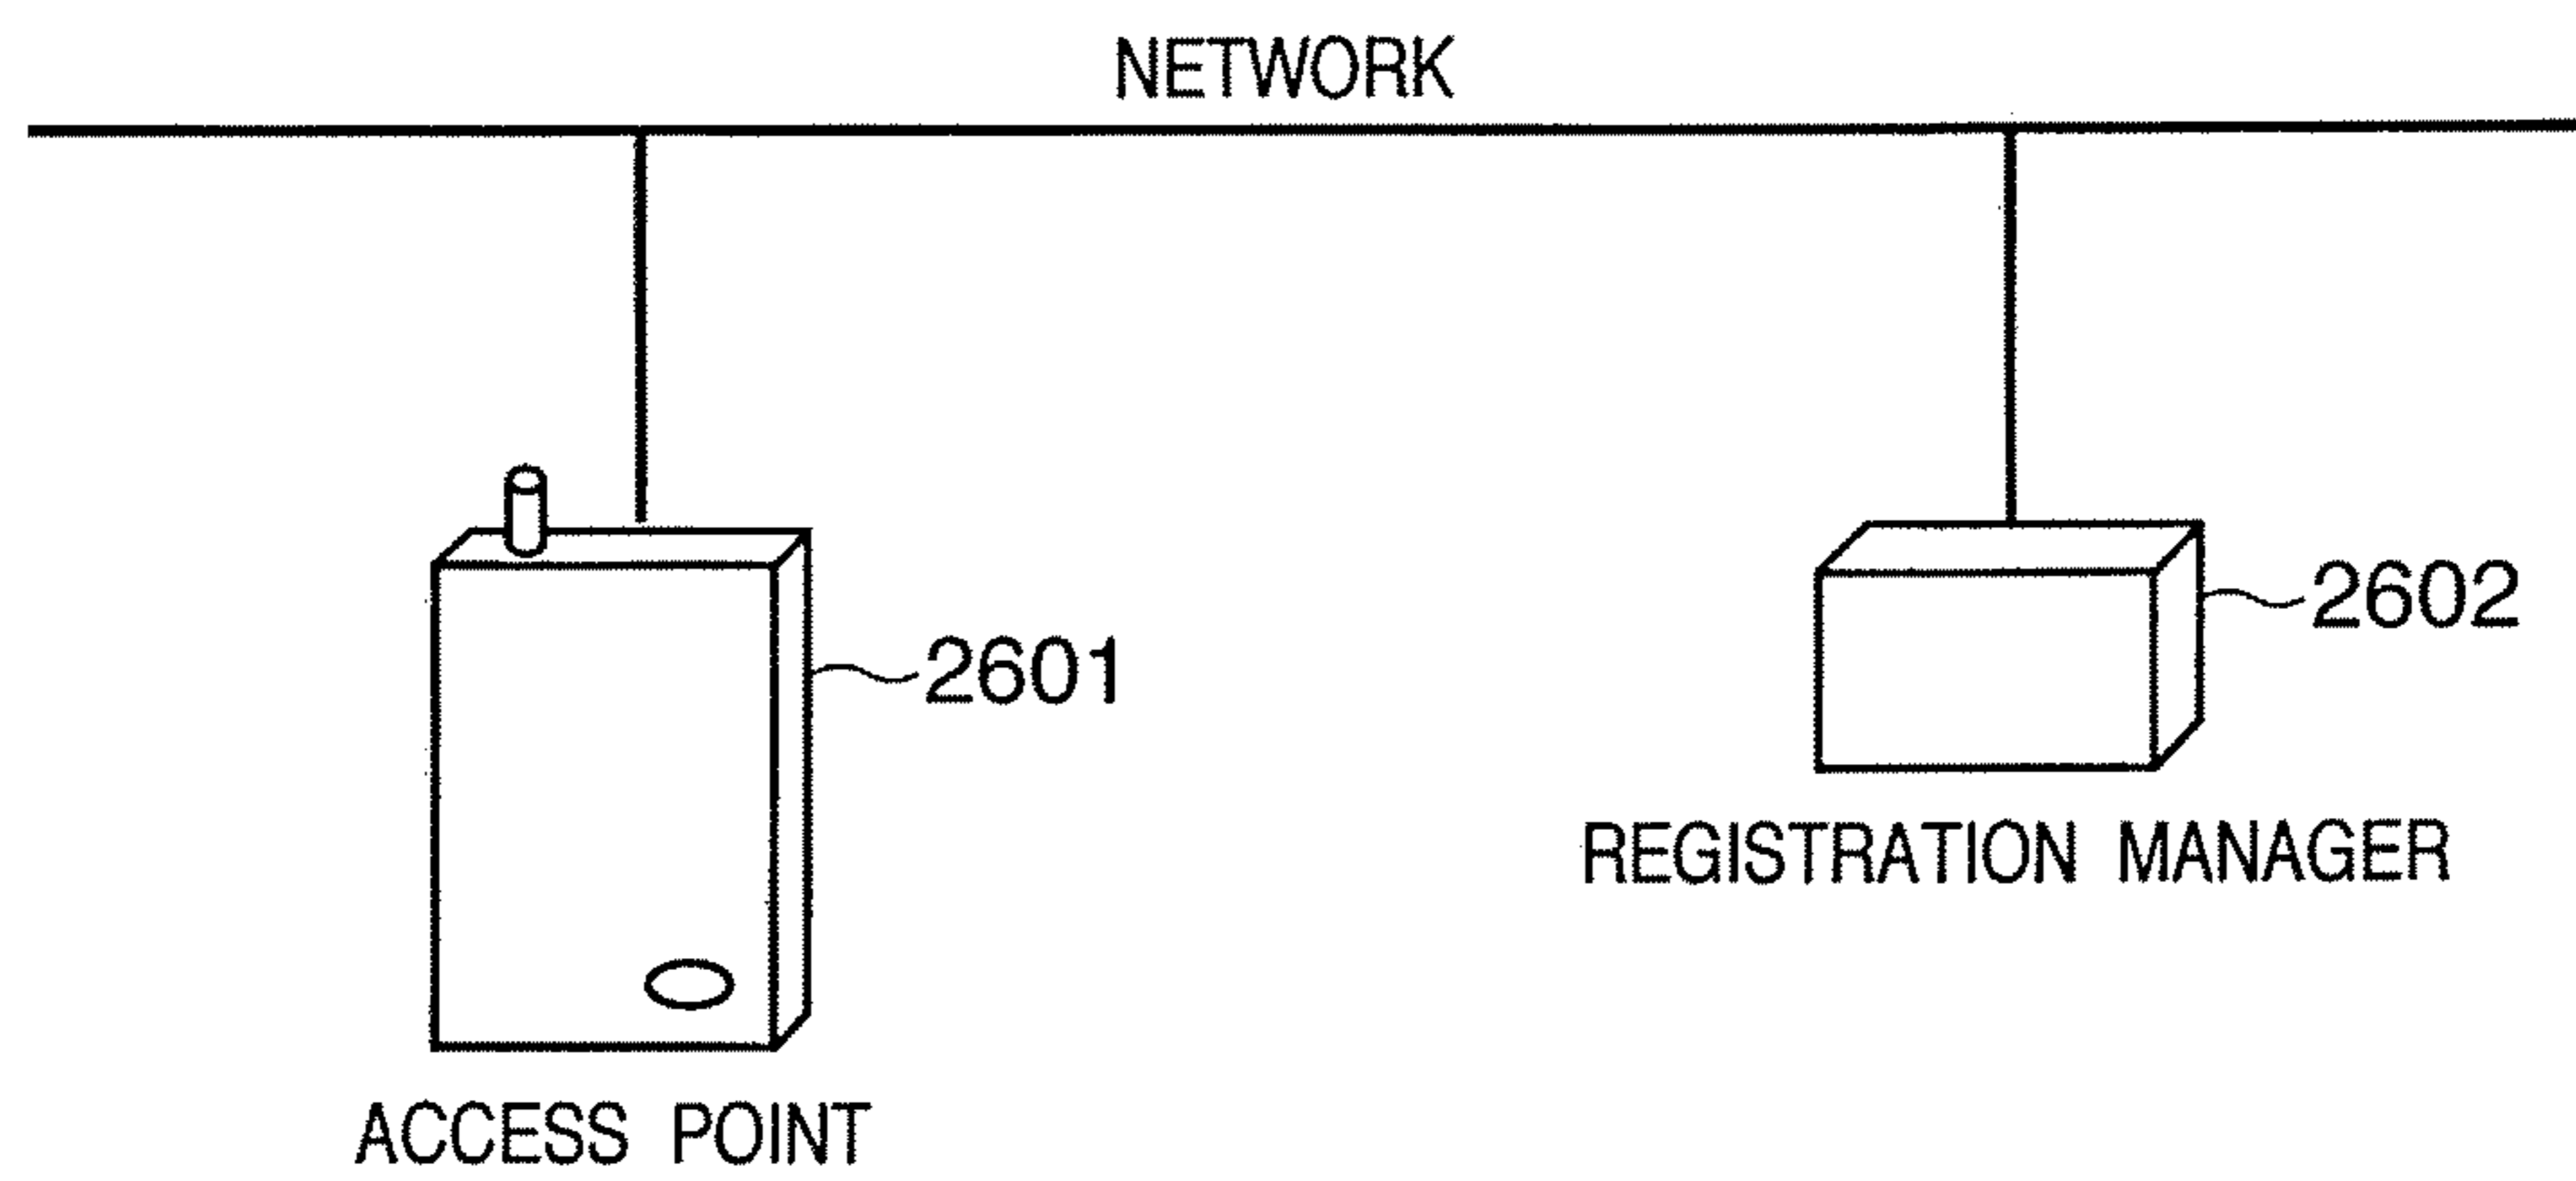 NETWORK
2601
2602
REGISTRATION MANAGER
ACCESS POINT